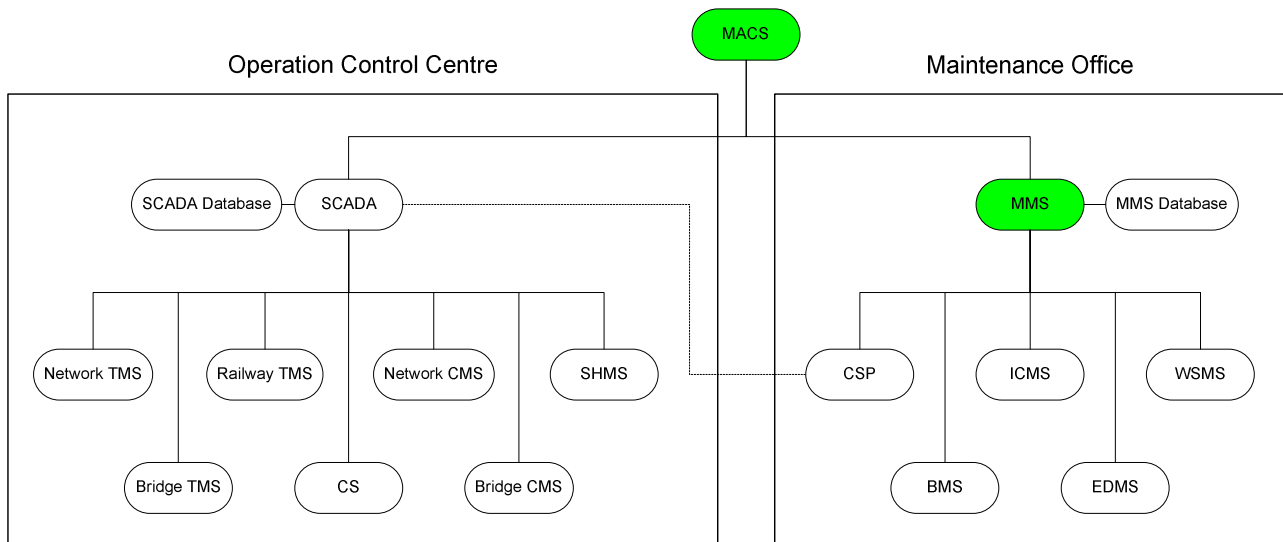 MACS
Operation Control Centre
Maintenance Office
SCADA Database
SCADA
MMS
MMS Database
Network TMS
Railway TMS
Network CMS
SHMS
CSP
ICMS
WSMS
Bridge TMS
CS
Bridge CMS
BMS
EDMS